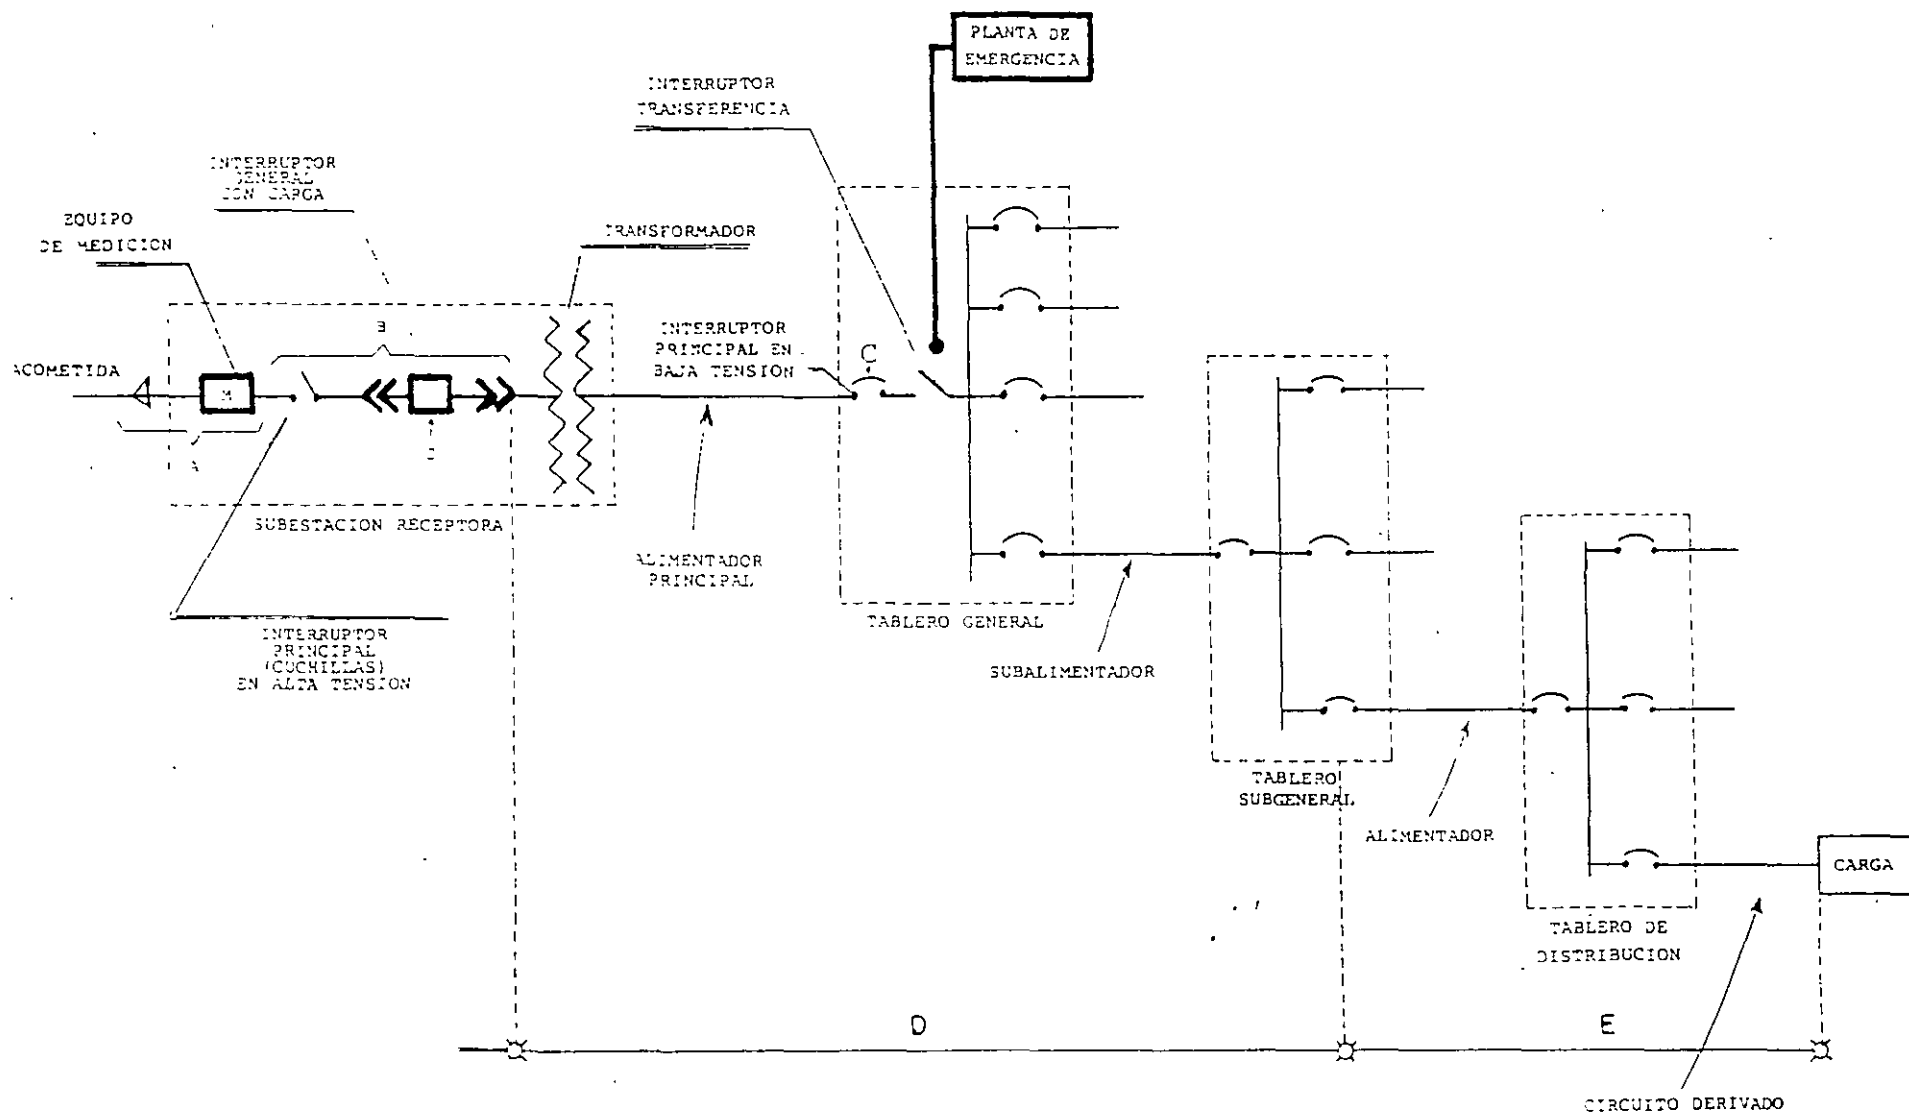 PLANTA DE
EMERGENCIA
INTERRUPTOR
TRANSFERENCIA
INTERRUPTOR
GENERAL
CON CARGA
EQUIPO
DE MEDICION
TRANSFORMADOR
B
INTERRUPTOR
PRINCIPAL EN
BAJA TENSION
C
ACOMETIDA
M
A
SUBESTACION RECEPTORA
ALIMENTADOR
PRINCIPAL
TABLERO GENERAL
INTERRUPTOR
PRINCIPAL
(CUCHILLAS)
EN ALTA TENSION
SUBALIMENTADOR
TABLERO
SUBGENERAL
ALIMENTADOR
CARGA
TABLERO DE
DISTRIBUCION
D
E
CIRCUITO DERIVADO